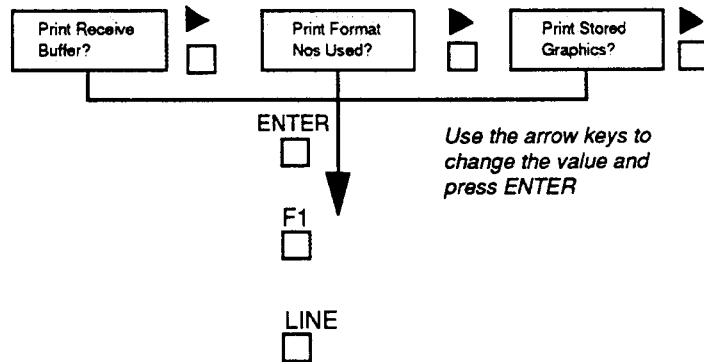 Print Receive
Buffer?
Print Format
Nos Used?
Print Stored
Graphics?
ENTER
Use the arrow keys to
change the value and
press ENTER
F1
LINE